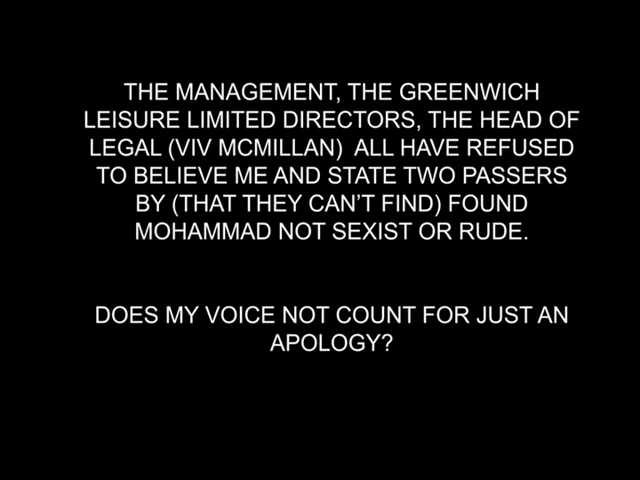 THE MANAGEMENT, THE GREENWICH
LEISURE LIMITED DIRECTORS, THE HEAD OF
LEGAL (VIV MCMILLAN)  ALL HAVE REFUSED
TO BELIEVE ME AND STATE TWO PASSERS
BY (THAT THEY CAN'T FIND) FOUND
MOHAMMAD NOT SEXIST OR RUDE.
DOES MY VOICE NOT COUNT FOR JUST AN
APOLOGY?